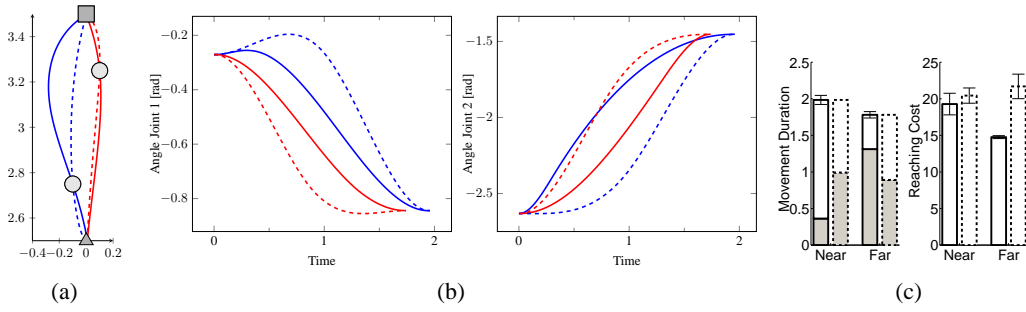 3.4
3.2
3
2.8
2.6
−0.4
−0.2
0
0.2
(a)
Angle Joint 1 [rad]
−0.2
−0.4
−0.6
−0.8
0
1
2
Time
Angle Joint 2 [rad]
−1.5
−2
−2.5
0
1
2
Time
(b)
Movement Duration
2.5
2
1.5
1
0.5
0
Near
Far
Reaching Cost
25
20
15
10
5
0
Near
Far
(c)